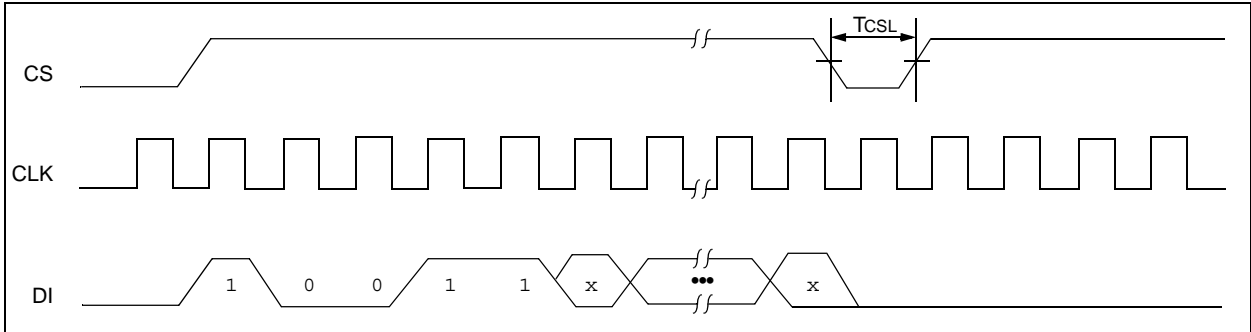 TCSL
CS
CLK
DI
1 0 0 1 1 x ••• x